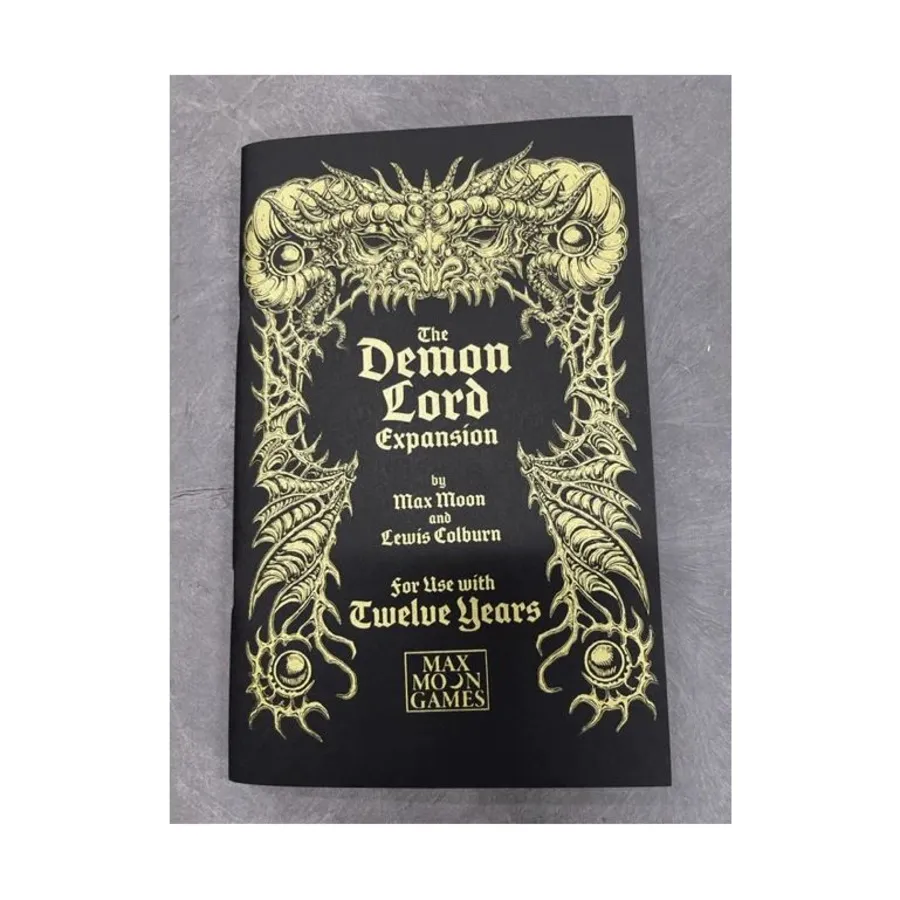 The
Demon
Lord
Expansion
by
Max Moon
and
Lewis Colburn
For Use with
Twelve Years
MAX
MOON
GAMES